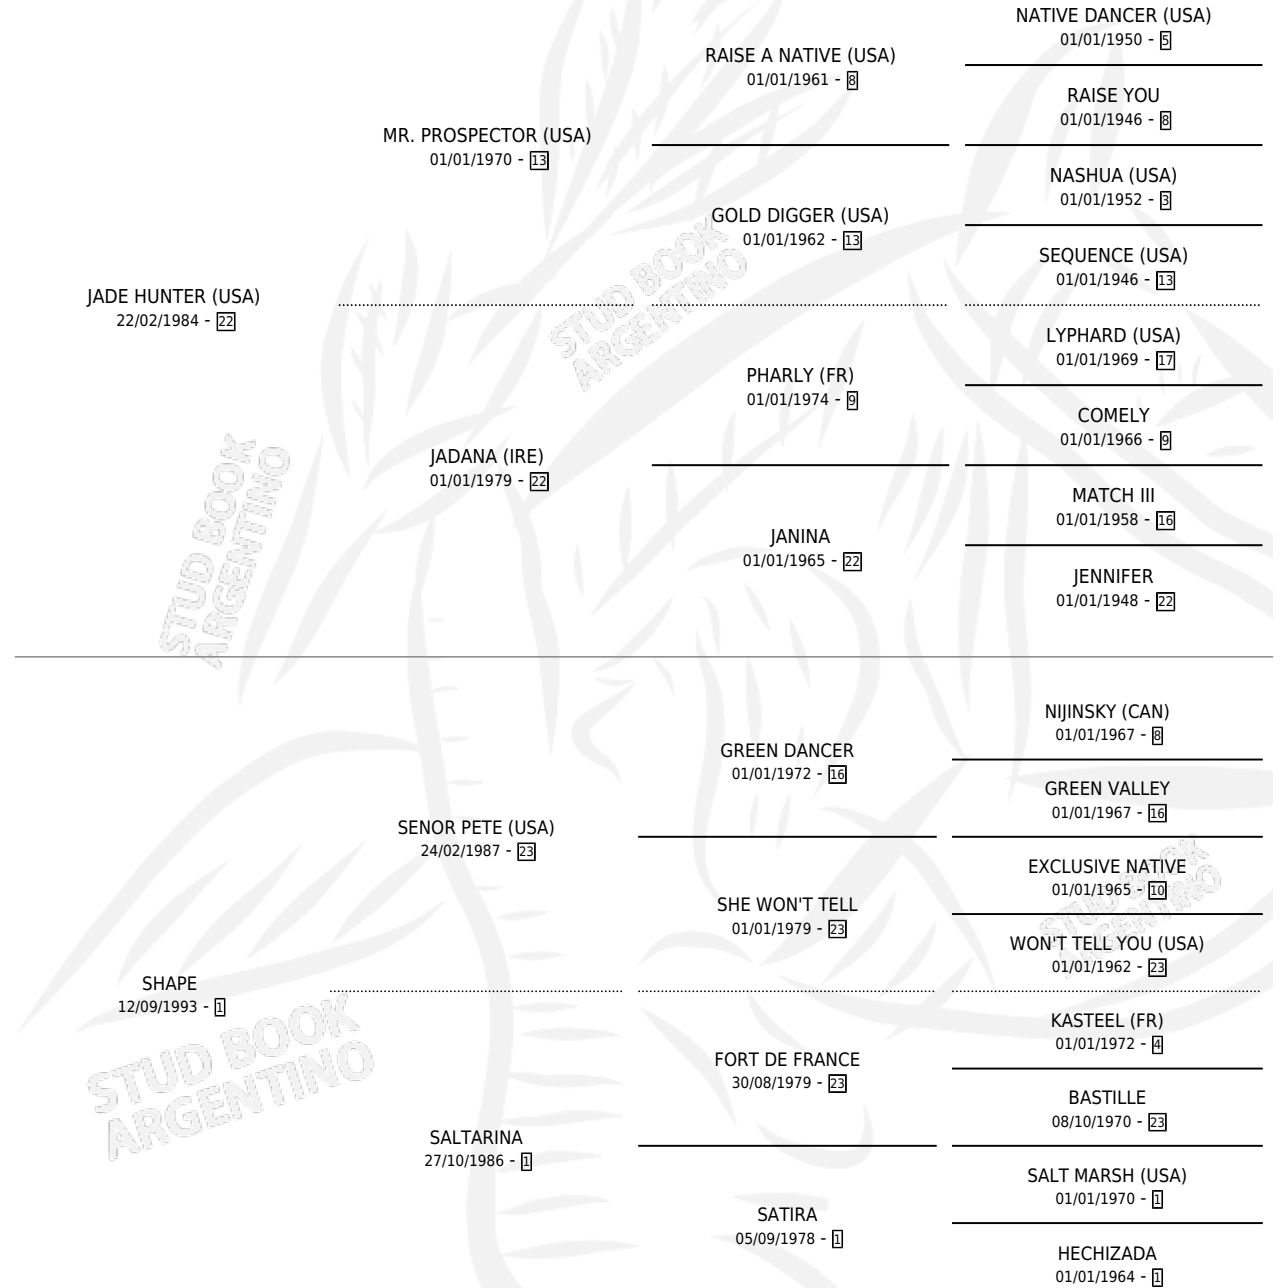 NATIVE DANCER (USA)
01/01/1950 - 5
RAISE A NATIVE (USA)
01/01/1961 - 8
RAISE YOU
01/01/1946 - 8
MR. PROSPECTOR (USA)
01/01/1970 - 13
NASHUA (USA)
01/01/1952 - 3
GOLD DIGGER (USA)
01/01/1962 - 13
SEQUENCE (USA)
01/01/1946 - 13
JADE HUNTER (USA)
22/02/1984 - 22
STUD BOOK
ARGENTINO
LYPHARD (USA)
01/01/1969 - 17
PHARLY (FR)
01/01/1974 - 9
COMELY
01/01/1966 - 9
JADANA (IRE)
01/01/1979 - 22
MATCH III
01/01/1958 - 16
JANINA
01/01/1965 - 22
JENNIFER
01/01/1948 - 22
STUD BOOK
ARGENTINO
NIJINSKY (CAN)
01/01/1967 - 8
GREEN DANCER
01/01/1972 - 16
GREEN VALLEY
01/01/1967 - 16
SENOR PETE (USA)
24/02/1987 - 23
EXCLUSIVE NATIVE
01/01/1965 - 10
SHE WON'T TELL
01/01/1979 - 23
WON'T TELL YOU (USA)
01/01/1962 - 23
STUD BOOK
ARGENTINO
SHAPE
12/09/1993 - 1
KASTEEL (FR)
01/01/1972 - 4
FORT DE FRANCE
30/08/1979 - 23
BASTILLE
08/10/1970 - 23
STUD BOOK
ARGENTINO
SALTARINA
27/10/1986 - 1
SALT MARSH (USA)
01/01/1970 - 1
SATIRA
05/09/1978 - 1
HECHIZADA
01/01/1964 - 1